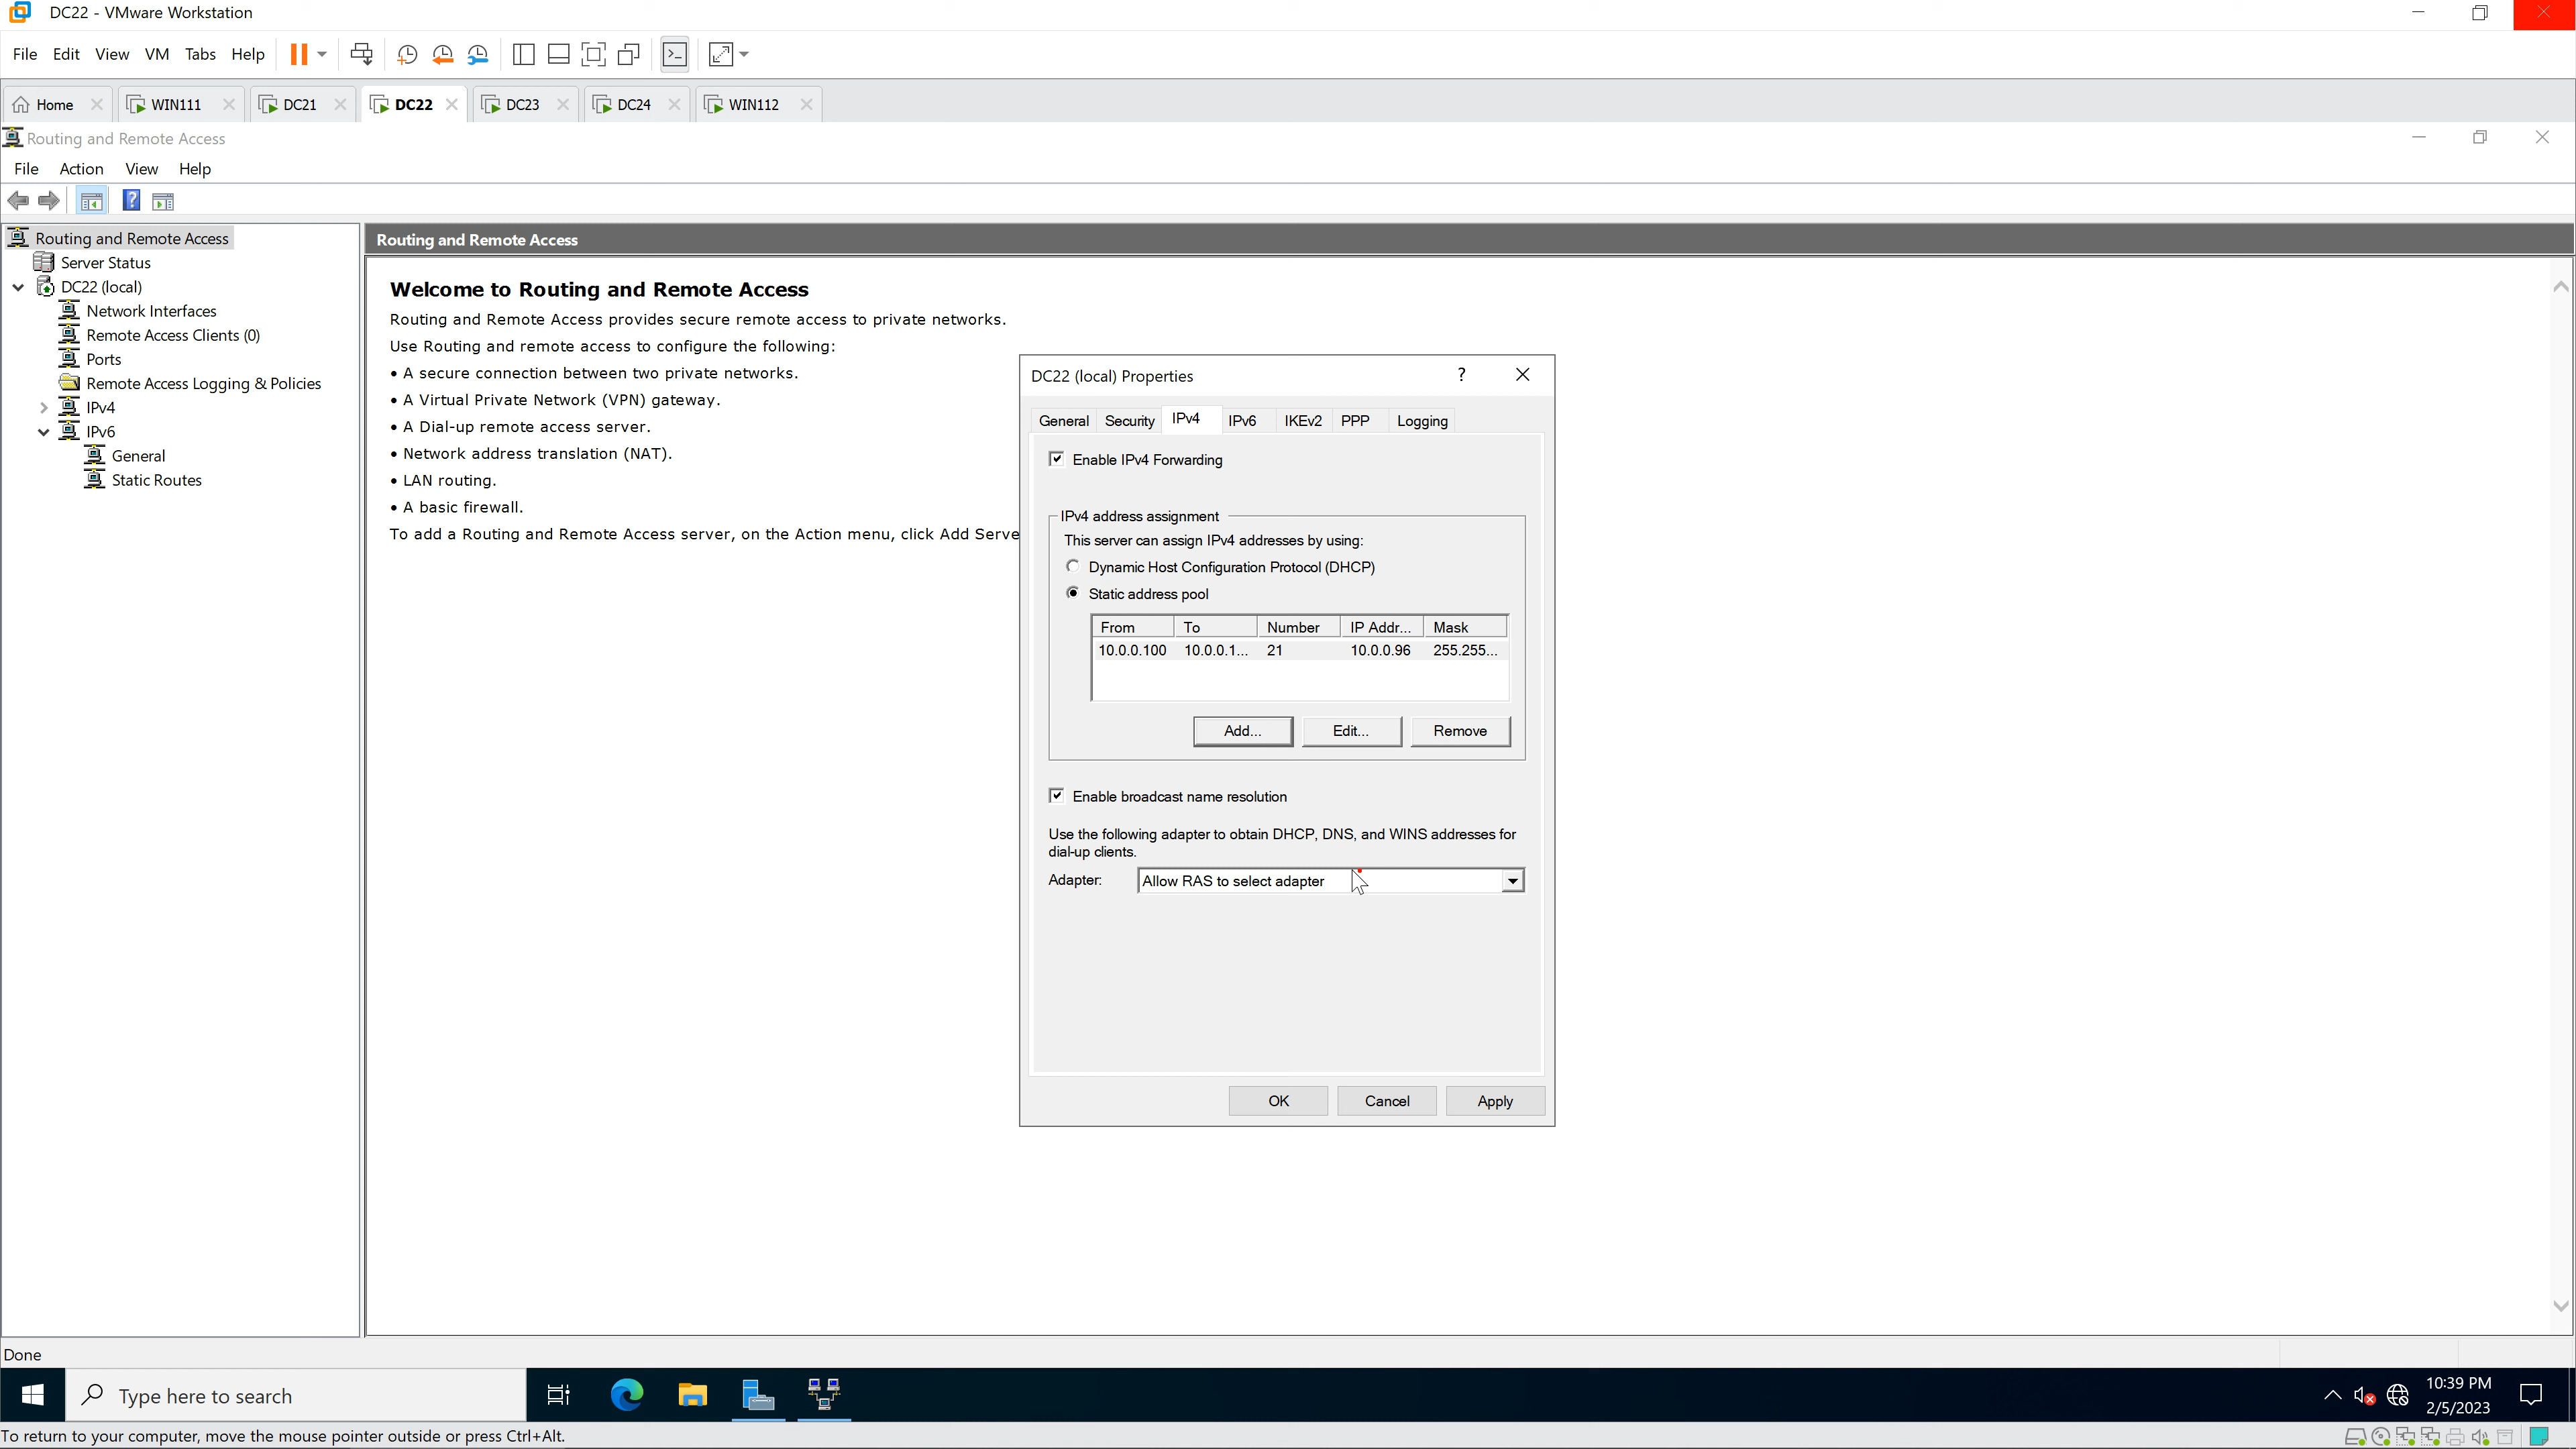 DC22 - VMware Workstation
File Edit View VM Tabs Help
Home WIN111 DC21 DC22 DC23 DC24 WIN112
Routing and Remote Access
File Action View Help
Routing and Remote Access
Server Status
DC22 (local)
Network Interfaces
Remote Access Clients (0)
Ports
Remote Access Logging & Policies
IPv4
IPv6
General
Static Routes
Routing and Remote Access
Welcome to Routing and Remote Access
Routing and Remote Access provides secure remote access to private networks.
Use Routing and remote access to configure the following:
• A secure connection between two private networks.
• A Virtual Private Network (VPN) gateway.
• A Dial-up remote access server.
• Network address translation (NAT).
• LAN routing.
• A basic firewall.
To add a Routing and Remote Access server, on the Action menu, click Add Serve
DC22 (local) Properties ?
General Security IPv4 IPv6 IKEv2 PPP Logging
Enable IPv4 Forwarding
IPv4 address assignment
This server can assign IPv4 addresses by using:
Dynamic Host Configuration Protocol (DHCP)
Static address pool
From To Number IP Addr... Mask
10.0.0.100 10.0.0.1... 21 10.0.0.96 255.255...
Add... Edit... Remove
Enable broadcast name resolution
Use the following adapter to obtain DHCP, DNS, and WINS addresses for
dial-up clients.
Adapter: Allow RAS to select adapter
OK Cancel Apply
Done
Type here to search
10:39 PM
2/5/2023
To return to your computer, move the mouse pointer outside or press Ctrl+Alt.